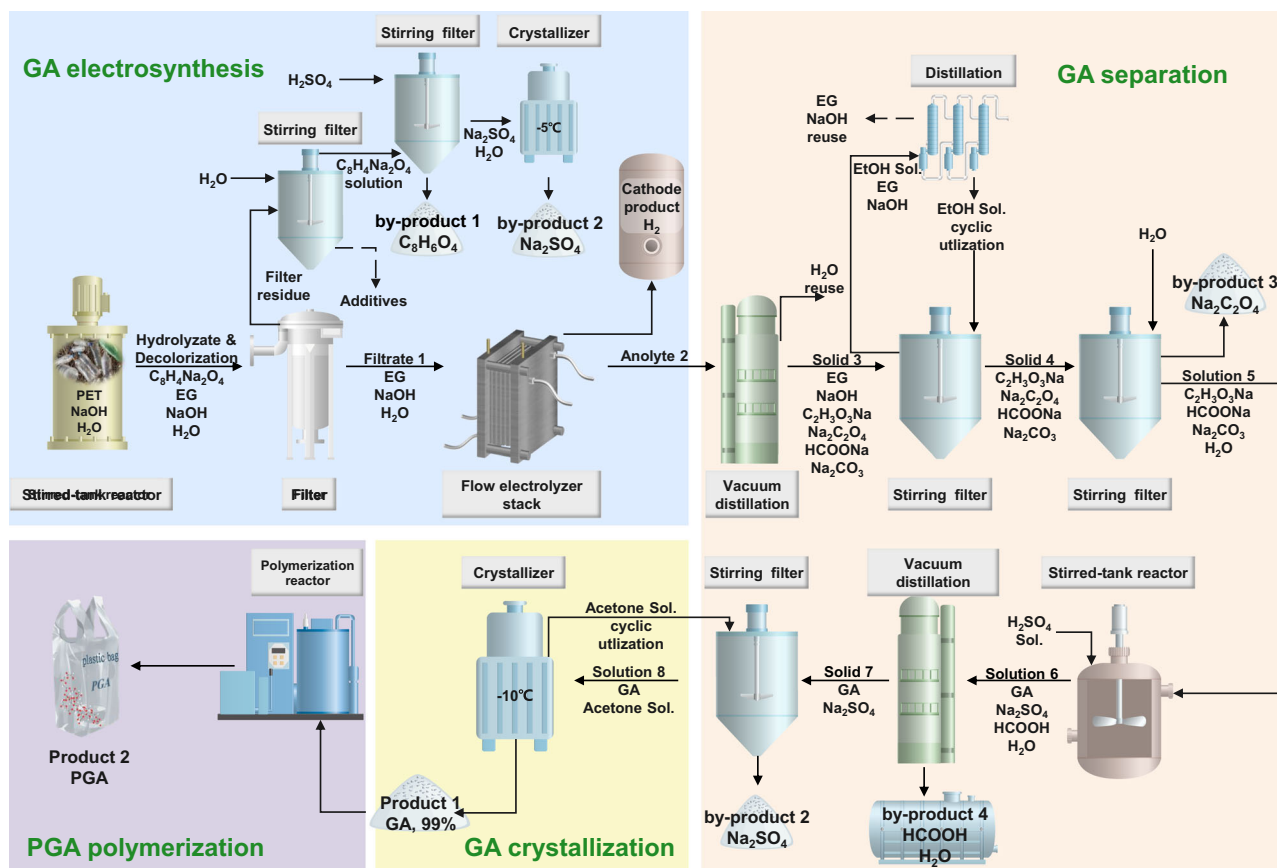 GA electrosynthesis
Stirring filter
Crystallizer
H₂SO₄
-5℃
Na₂SO₄
H₂O
Stirring filter
C₈H₄Na₂O₄
solution
H₂O
by-product 1
C₈H₆O₄
by-product 2
Na₂SO₄
Cathode
product
H₂
Filter
residue
Additives
PET
NaOH
H₂O
Hydrolyzate &
Decolorization
C₈H₄Na₂O₄
EG
NaOH
H₂O
Filtrate 1
EG
NaOH
H₂O
Anolyte 2
Stirred-tank reactor
Filter
Flow electrolyzer
stack
GA separation
Distillation
EG
NaOH
reuse
EtOH Sol.
EG
NaOH
EtOH Sol.
cyclic
utlization
H₂O
reuse
H₂O
by-product 3
Na₂C₂O₄
Solid 3
EG
NaOH
C₂H₃O₃Na
Na₂C₂O₄
HCOONa
Na₂CO₃
Solid 4
C₂H₃O₃Na
Na₂C₂O₄
HCOONa
Na₂CO₃
Solution 5
C₂H₃O₃Na
HCOONa
Na₂CO₃
H₂O
Vacuum
distillation
Stirring filter
Stirring filter
Polymerization
reactor
plastic bag
PGA
Product 2
PGA
PGA polymerization
Crystallizer
-10℃
Acetone Sol.
cyclic
utlization
Solution 8
GA
Acetone Sol.
Product 1
GA, 99%
GA crystallization
Stirring filter
Vacuum
distillation
Stirred-tank reactor
H₂SO₄
Sol.
Solid 7
GA
Na₂SO₄
Solution 6
GA
Na₂SO₄
HCOOH
H₂O
by-product 2
Na₂SO₄
by-product 4
HCOOH
H₂O